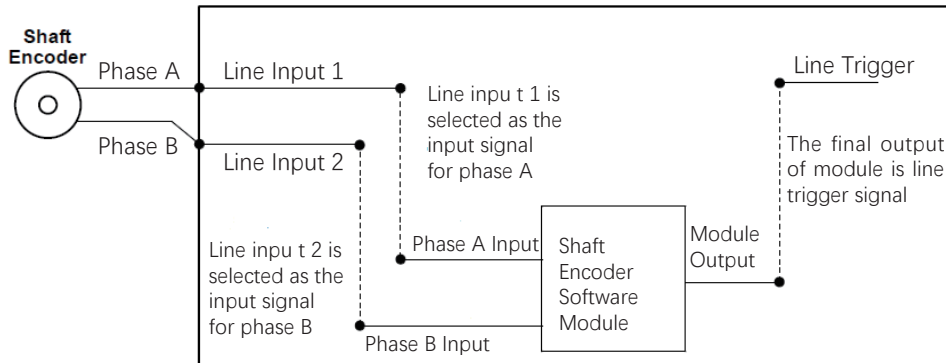 Shaft
Encoder
Phase A
Line Input 1
Phase B
Line Input 2
Line inpu t 1 is
selected as the
input signal
for phase A
Line Trigger
The final output
of module is line
trigger signal
Line inpu t 2 is
selected as the
input signal
for phase B
Phase A Input
Phase B Input
Shaft
Encoder
Software
Module
Module
Output